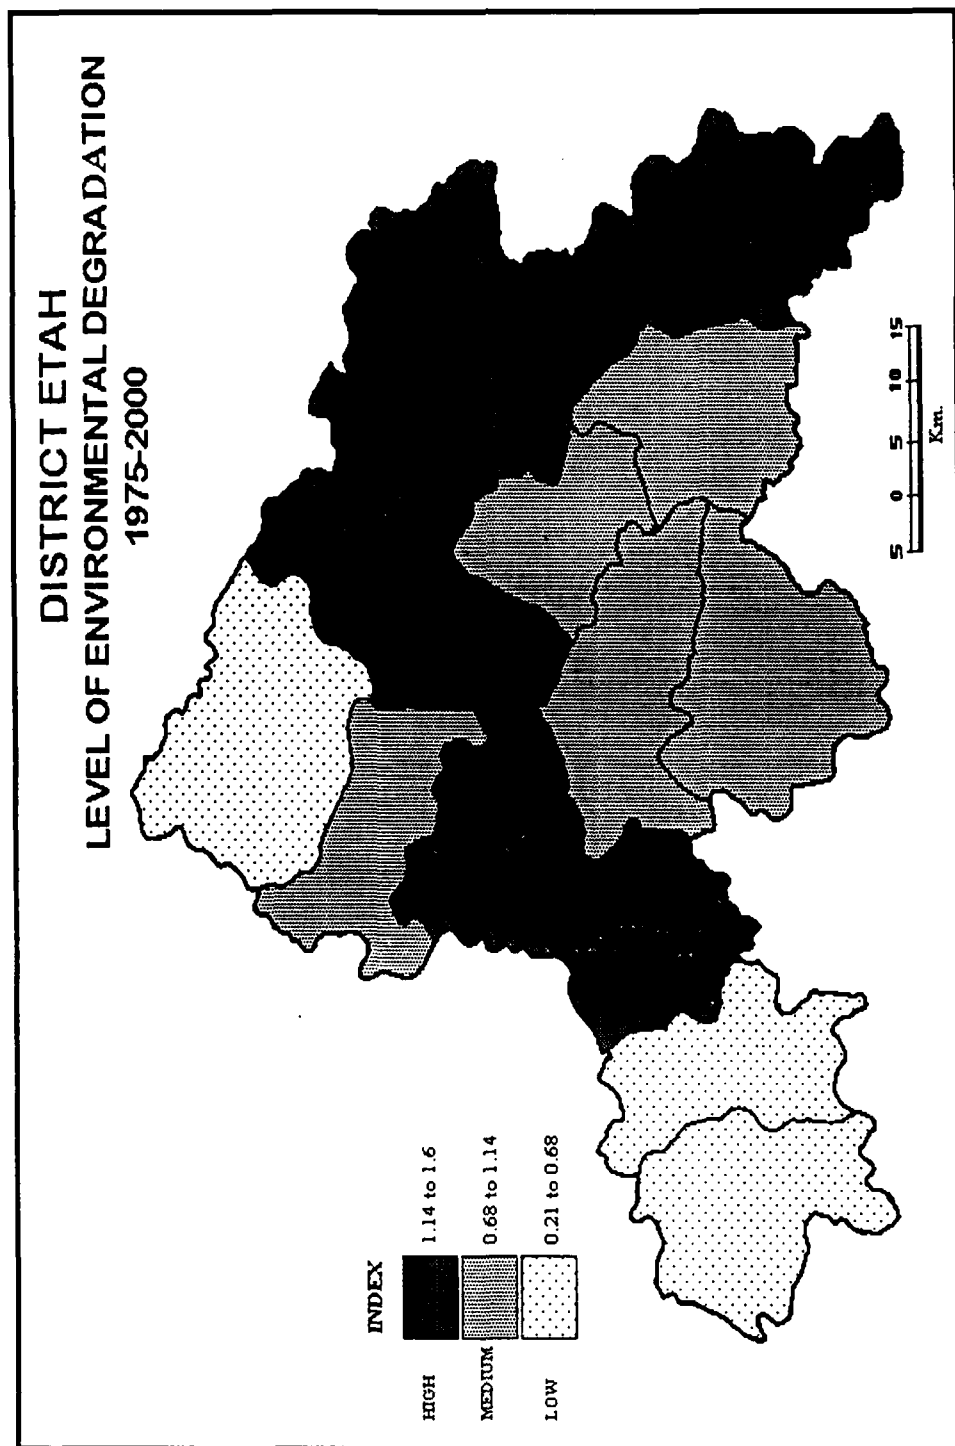 DISTRICT ETAH
LEVEL OF ENVIRONMENTAL DEGRADATION
1975-2000
INDEX
HIGH 1.14 to 1.6
MEDIUM 0.68 to 1.14
LOW 0.21 to 0.68
5 0 5 10 15
Km.